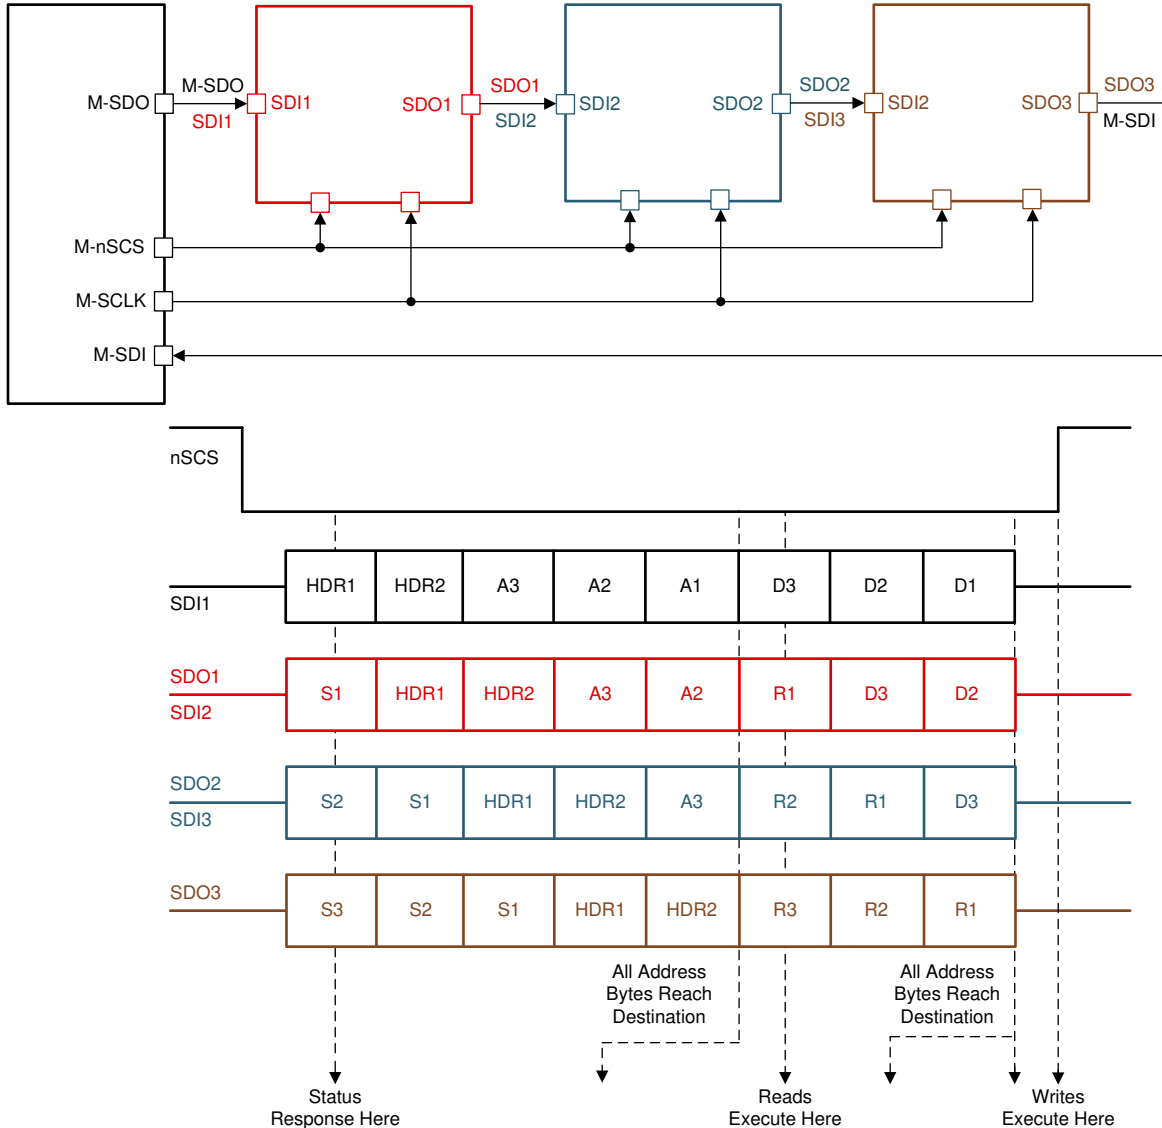 M-SDO
M-SDO
SDI1
SDI1
SDO1
SDO1
SDI2
SDI2
SDO2
SDO2
SDI3
SDI2
SDO3
SDO3
M-SDI
M-nSCS
M-SCLK
M-SDI
nSCS
SDI1
HDR1 HDR2 A3 A2 A1 D3 D2 D1
SDO1
SDI2
S1 HDR1 HDR2 A3 A2 R1 D3 D2
SDO2
SDI3
S2 S1 HDR1 HDR2 A3 R2 R1 D3
SDO3
S3 S2 S1 HDR1 HDR2 R3 R2 R1
All Address
Bytes Reach
Destination
All Address
Bytes Reach
Destination
Status
Response Here
Reads
Execute Here
Writes
Execute Here